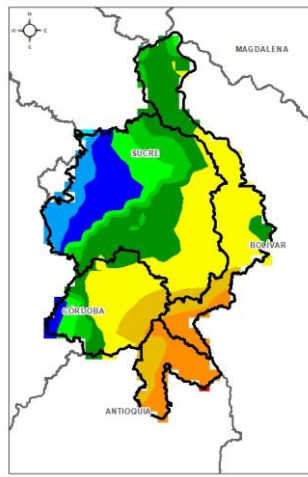 N
W E
S
MAGDALENA
SUCRE
BOLIVAR
CORDOBA
ANTIOQUIA